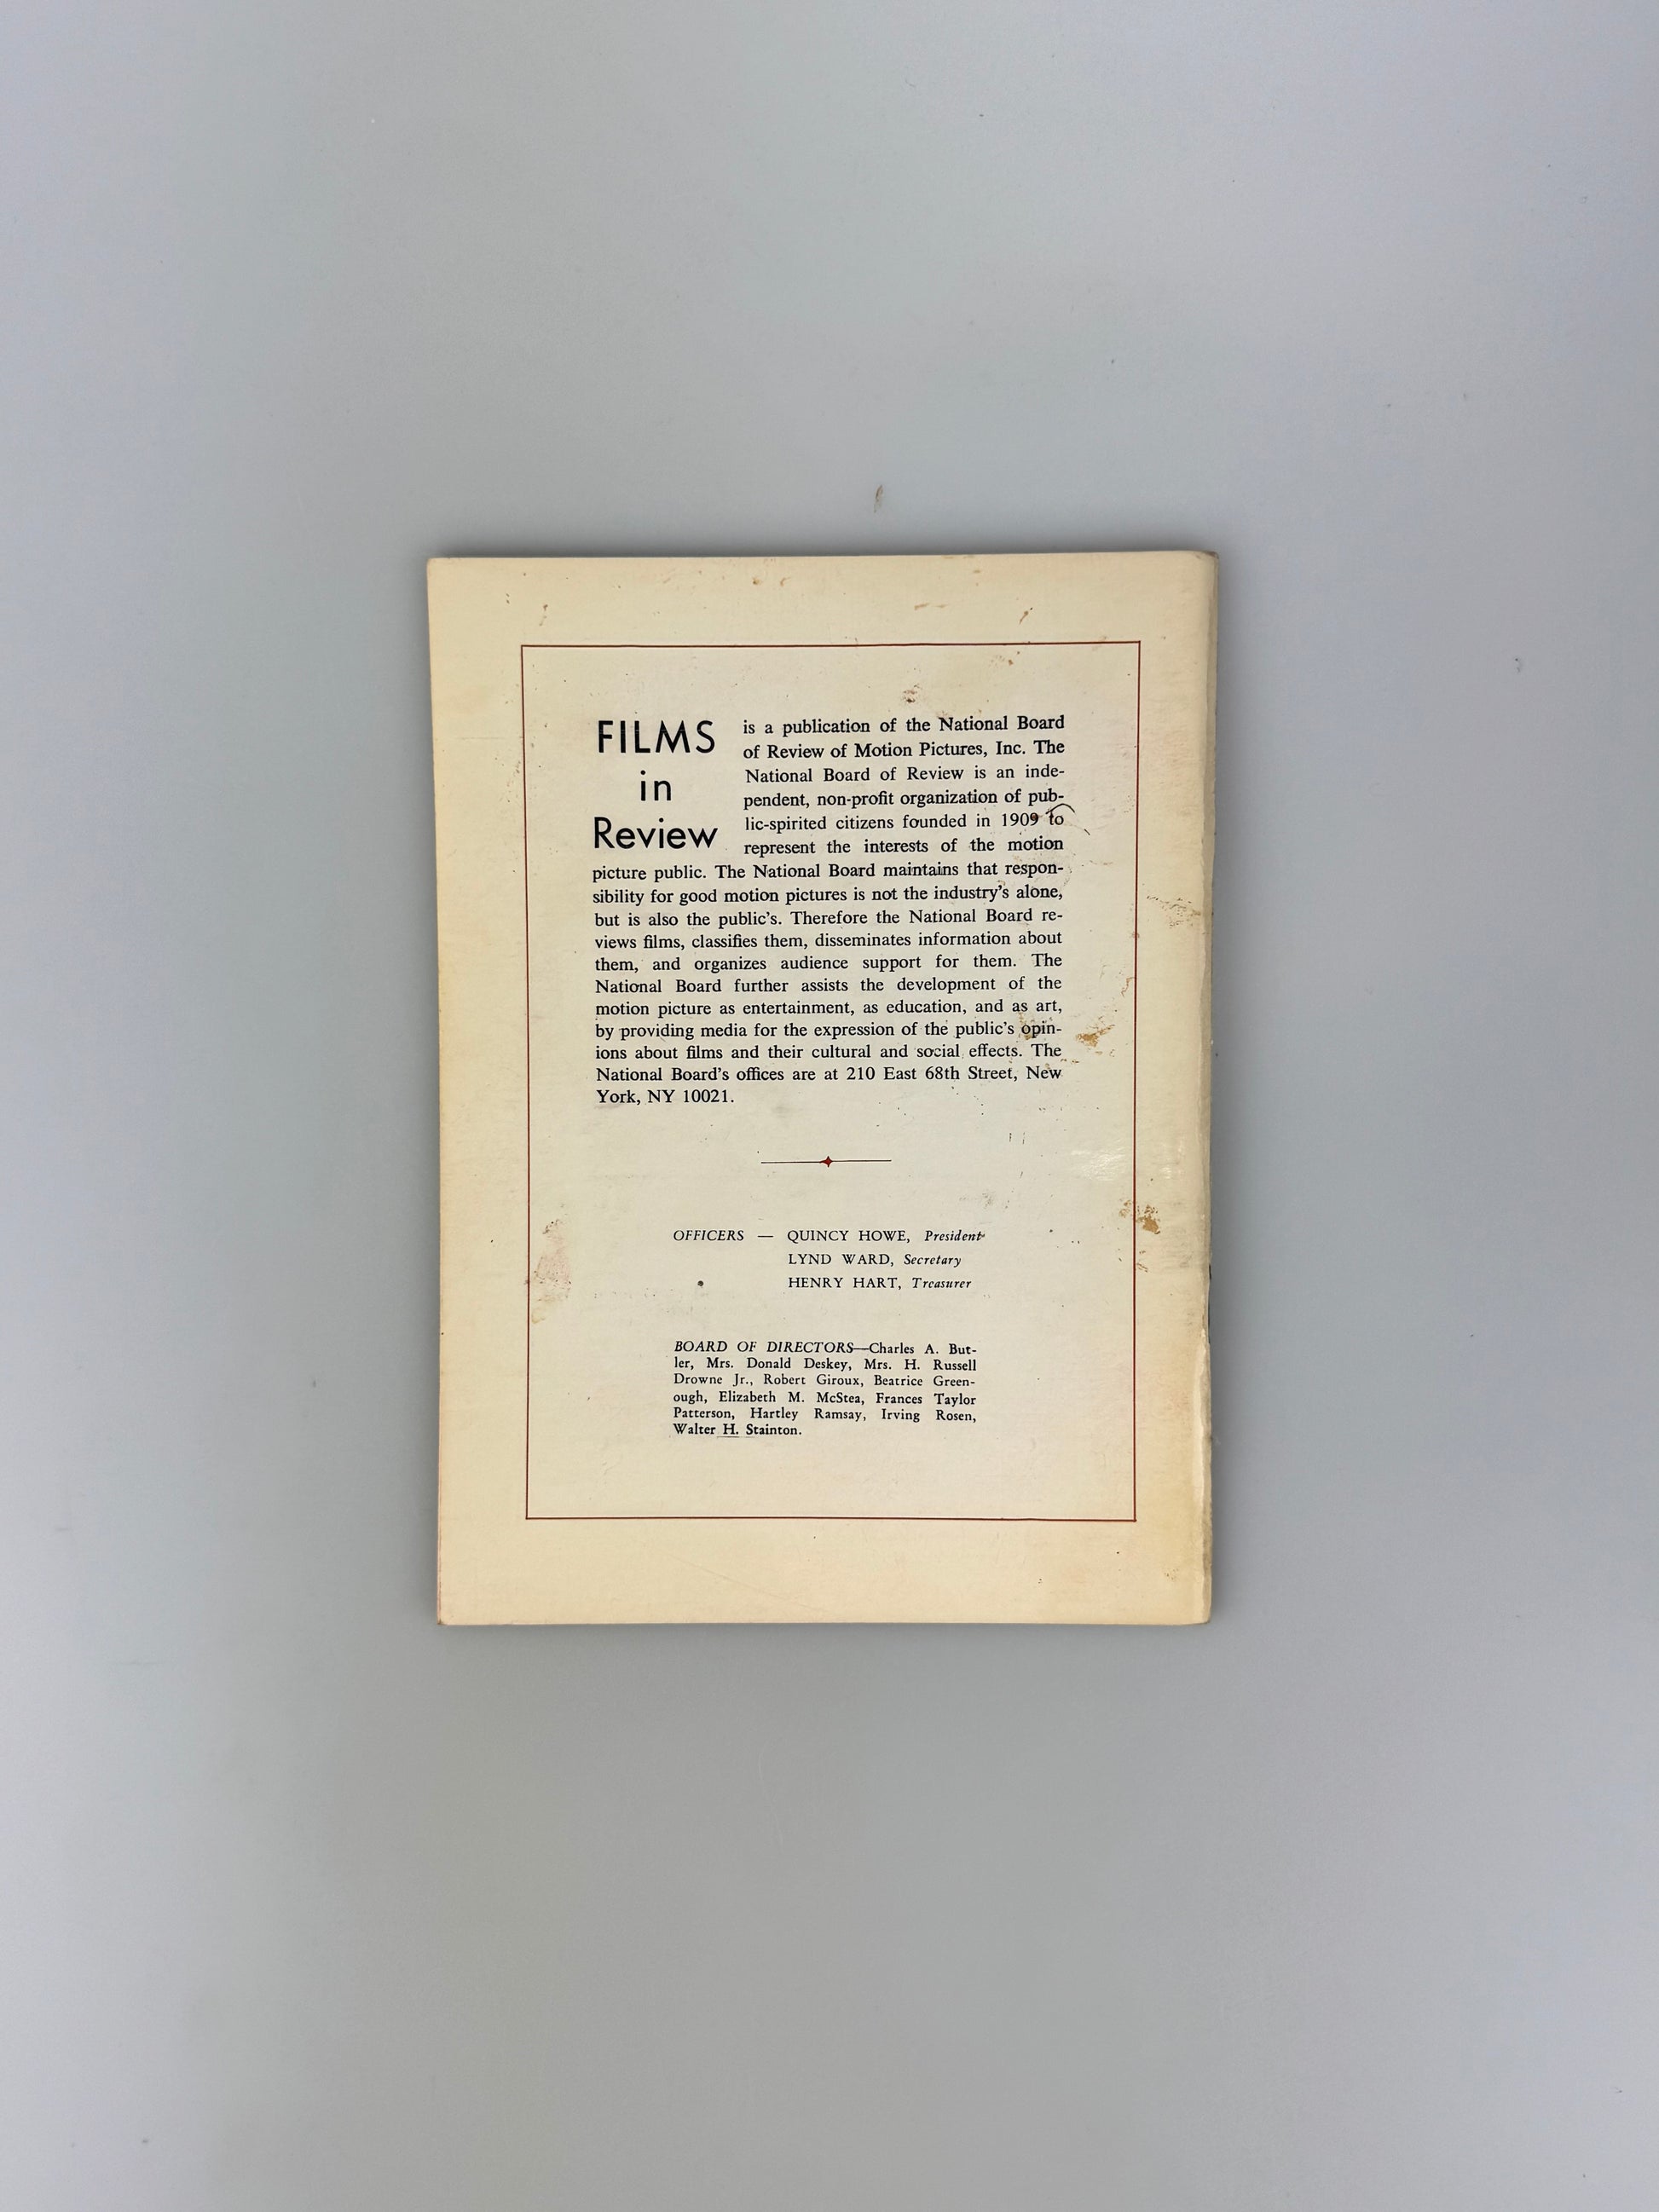 FILMS
in
Review
is a publication of the National Board
of Review of Motion Pictures, Inc. The
National Board of Review is an inde-
pendent, non-profit organization of pub-
lic-spirited citizens founded in 1909 to
represent the interests of the motion
picture public. The National Board maintains that respon-
sibility for good motion pictures is not the industry's alone,
but is also the public's. Therefore the National Board re-
views films, classifies them, disseminates information about
them, and organizes audience support for them. The
National Board further assists the development of the
motion picture as entertainment, as education, and as art,
by providing media for the expression of the public's opin-
ions about films and their cultural and social effects. The
National Board's offices are at 210 East 68th Street, New
York, NY 10021.
OFFICERS — QUINCY HOWE, President
LYND WARD, Secretary
HENRY HART, Treasurer
BOARD OF DIRECTORS—Charles A. But-
ler, Mrs. Donald Deskey, Mrs. H. Russell
Drowne Jr., Robert Giroux, Beatrice Green-
ough, Elizabeth M. McStea, Frances Taylor
Patterson, Hartley Ramsay, Irving Rosen,
Walter H. Stainton.